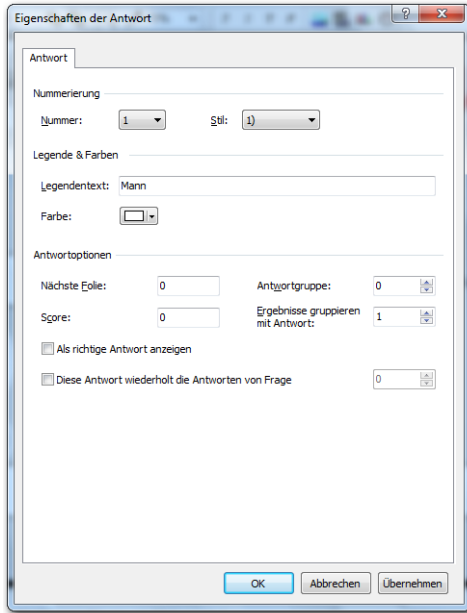 Eigenschaften der Antwort
Antwort
Nummerierung
Nummer: 1 Stil: 1)
Legende & Farben
Legendentext: Mann
Farbe:
Antwortoptionen
Nächste Folie: 0 Antwortgruppe: 0
Score: 0 Ergebnisse gruppieren
mit Antwort: 1
Als richtige Antwort anzeigen
Diese Antwort wiederholt die Antworten von Frage 0
OK Abbrechen Übernehmen